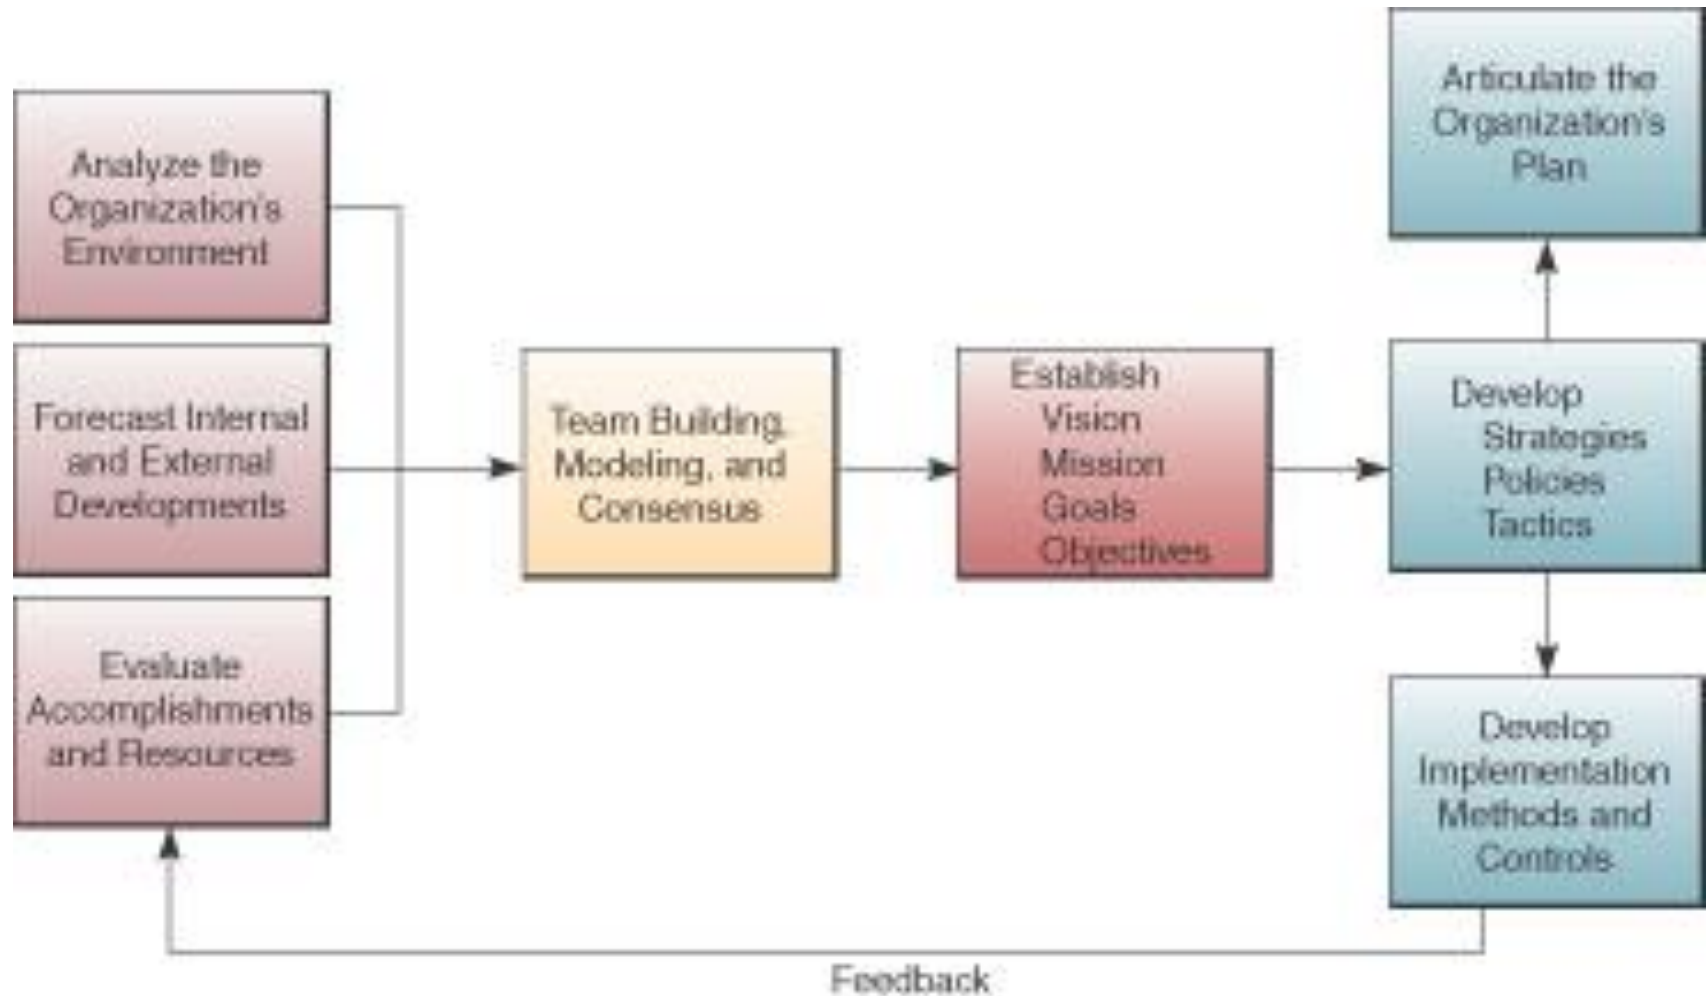 Analyze the
Organization's
Environment
Forecast Internal
and External
Developments
Evaluate
Accomplishments
and Resources
Team Building,
Modeling, and
Consensus
Establish
Vision
Mission
Goals
Objectives
Articulate the
Organization's
Plan
Develop
Strategies
Policies
Tactics
Develop
Implementation
Methods and
Controls
Feedback